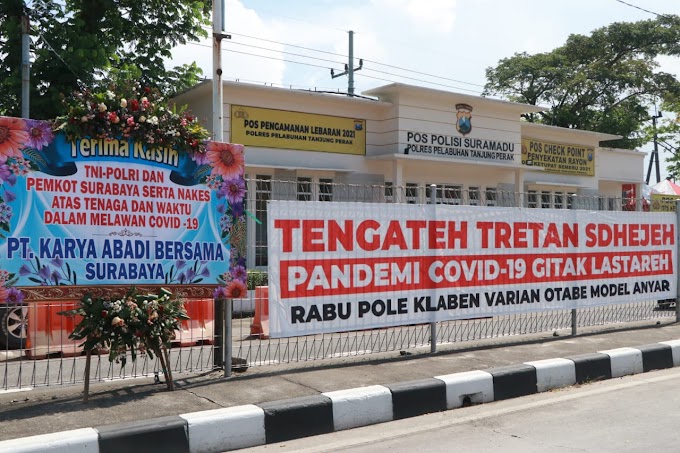 Terima Kasih
TNI-POLRI DAN
PEMKOT SURABAYA SERTA NAKES
ATAS TENAGA DAN WAKTU
DALAM MELAWAN COVID -19
PT. KARYA ABADI BERSAMA
SURABAYA
POS PENGAMANAN LEBARAN 2021
POLRES PELABUHAN TANJUNG PERAK
POS POLISI SURAMADU
POLRES PELABUHAN TANJUNG PERAK
POS CHECK POINT
PENYEKATAN RAYON
SEMERU 2021
TENGATEH TRETAN SDHEJEH
PANDEMI COVID-19 GITAK LASTAREH
RABU POLE KLABEN VARIAN OTABE MODEL ANYAR